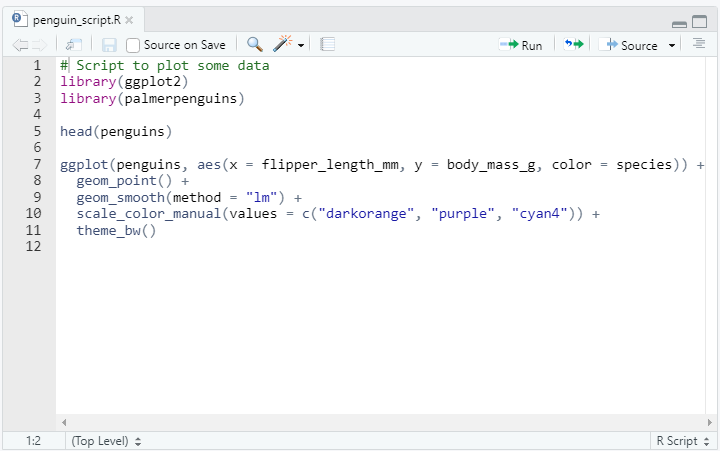 penguin_script.R
Source on Save
Run
Source
1 # Script to plot some data
2 library(ggplot2)
3 library(palmerpenguins)
4
5 head(penguins)
6
7 ggplot(penguins, aes(x = flipper_length_mm, y = body_mass_g, color = species)) +
8   geom_point() +
9   geom_smooth(method = "lm") +
10   scale_color_manual(values = c("darkorange", "purple", "cyan4")) +
11   theme_bw()
12
1:2
(Top Level)
R Script